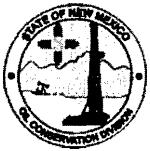 STATE OF NEW MEXICO
OIL CONSERVATION DIVISION